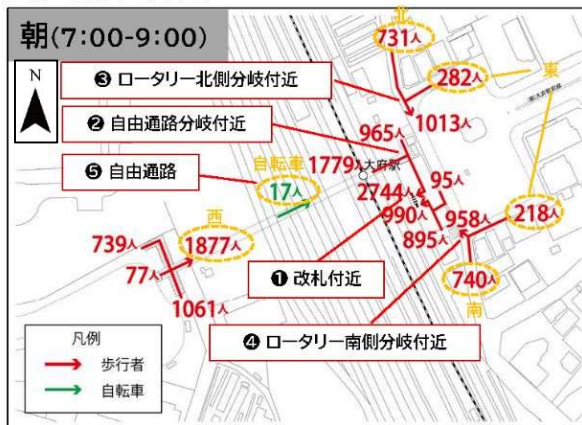 朝(7:00-9:00)
N
北
731人
❸ ロータリー北側分岐付近
282人
東
❷ 自由通路分岐付近
1013人
965人
❺ 自由通路
自転車
1779人
大府駅
17人
2744人
95人
990人
958人
218人
739人
1877人
895人
西
77人
❶ 改札付近
740人
1061人
南
❹ ロータリー南側分岐付近
凡例
歩行者
自転車